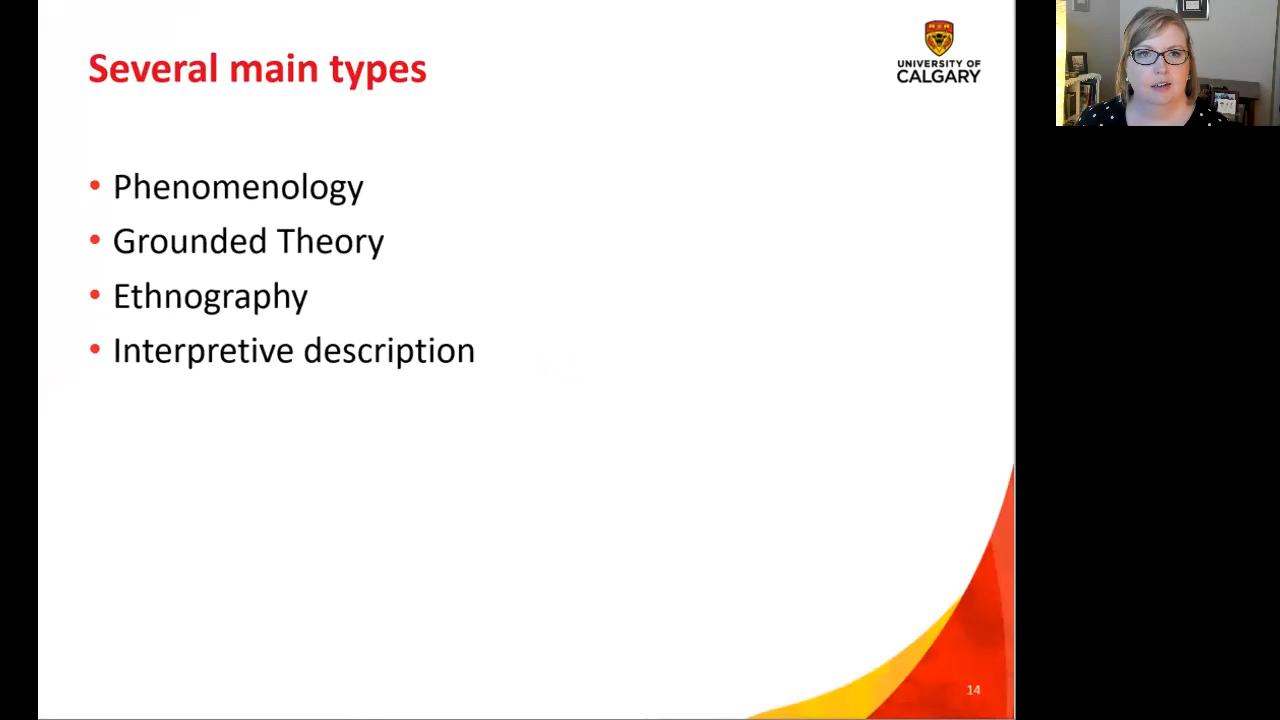 Several main types
UNIVERSITY OF
CALGARY
• Phenomenology
• Grounded Theory
• Ethnography
• Interpretive description
14